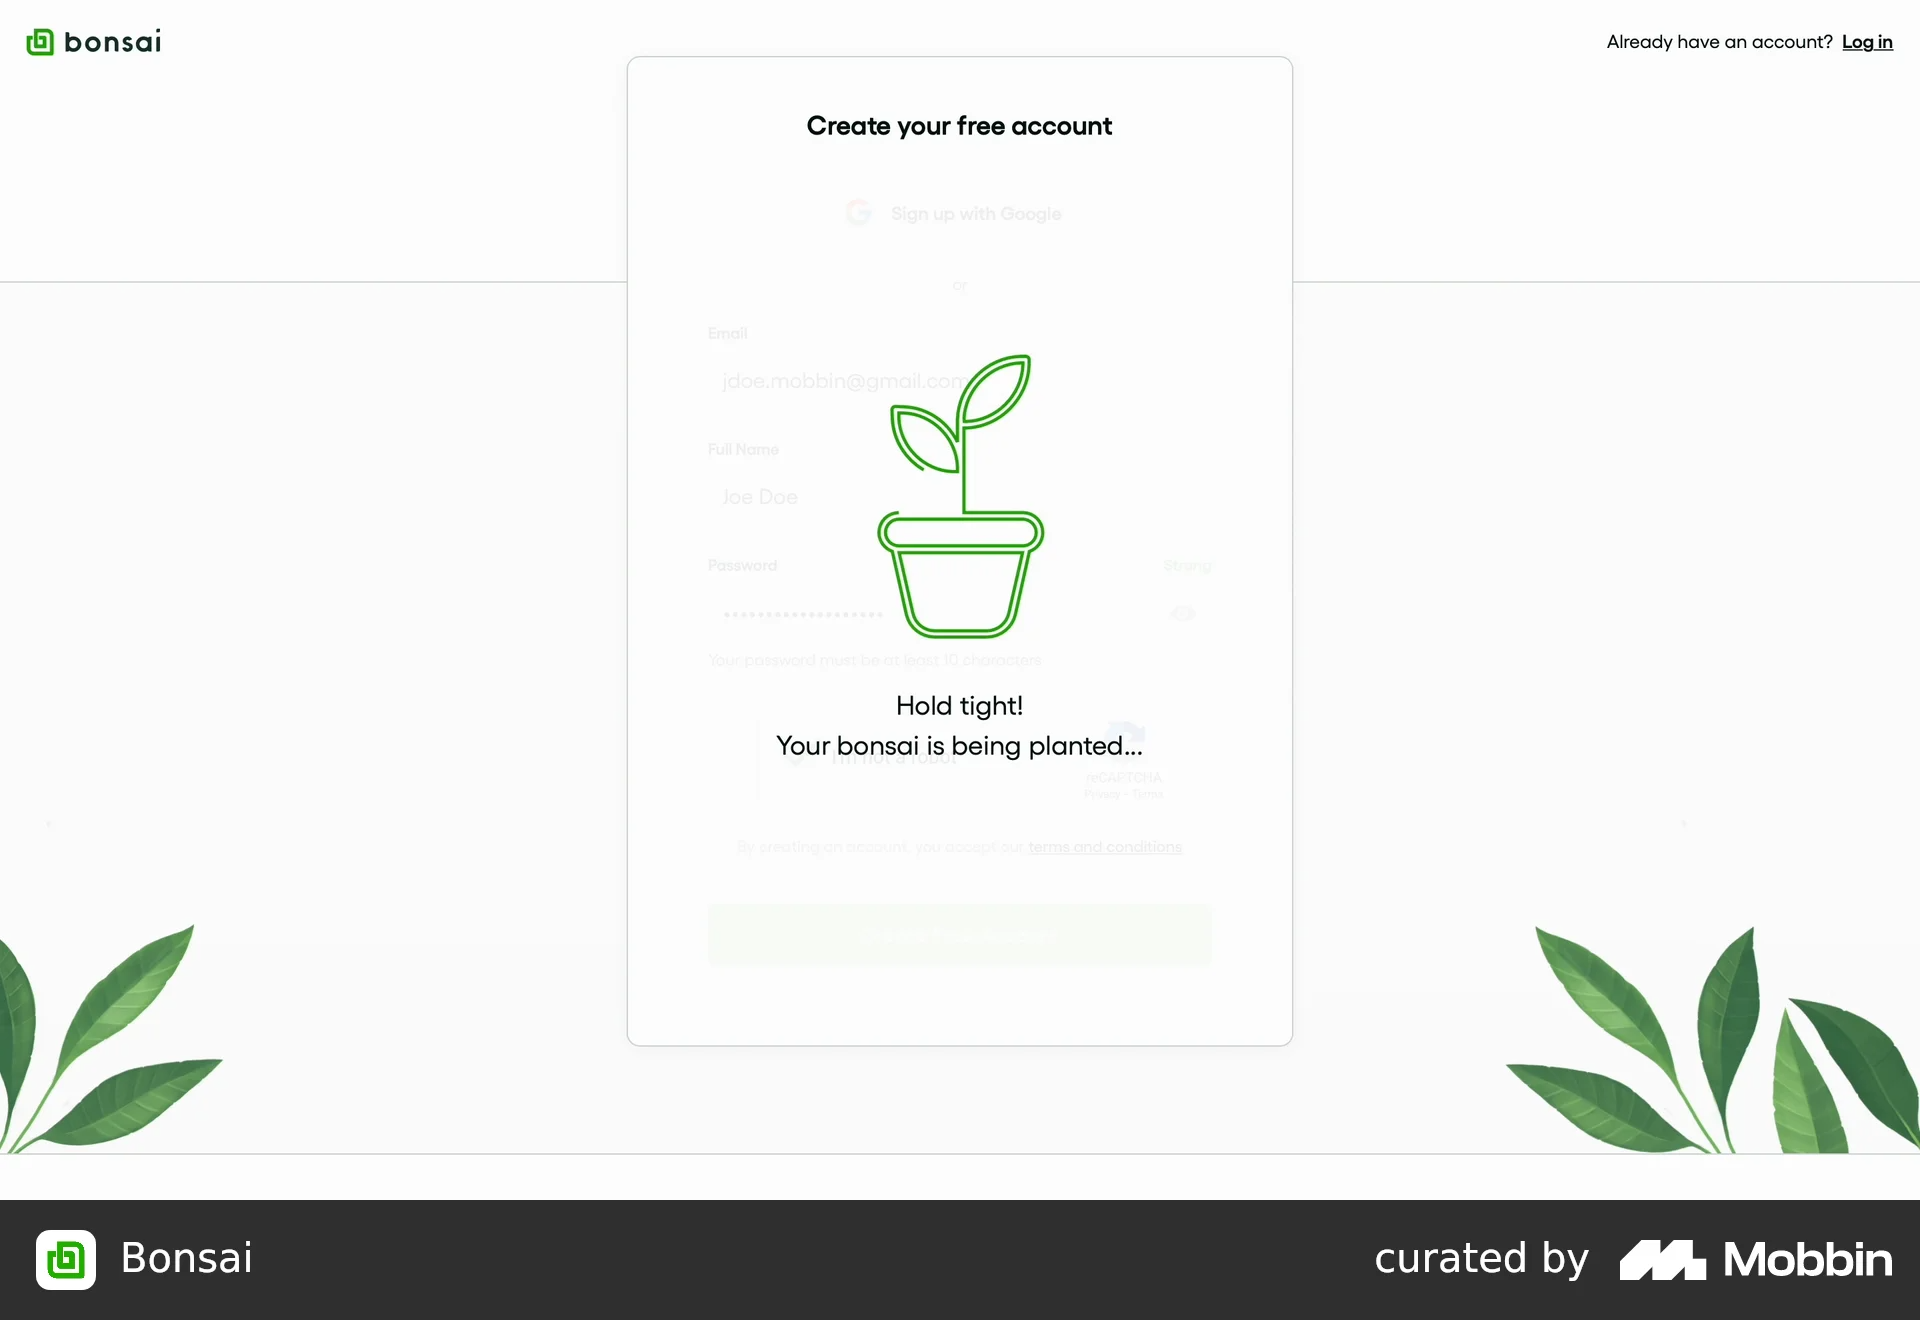 bonsai
Already have an account? Log in
Create your free account
Sign up with Google
or
Email
jdoe.mobbin@gmail.com
Full Name
Joe Doe
Password
Strong
Your password must be at least 10 characters
Hold tight!
Your bonsai is being planted...
I'm not a robot
reCAPTCHA
Privacy - Terms
By creating an account, you accept our terms and conditions
Bonsai
curated by Mobbin